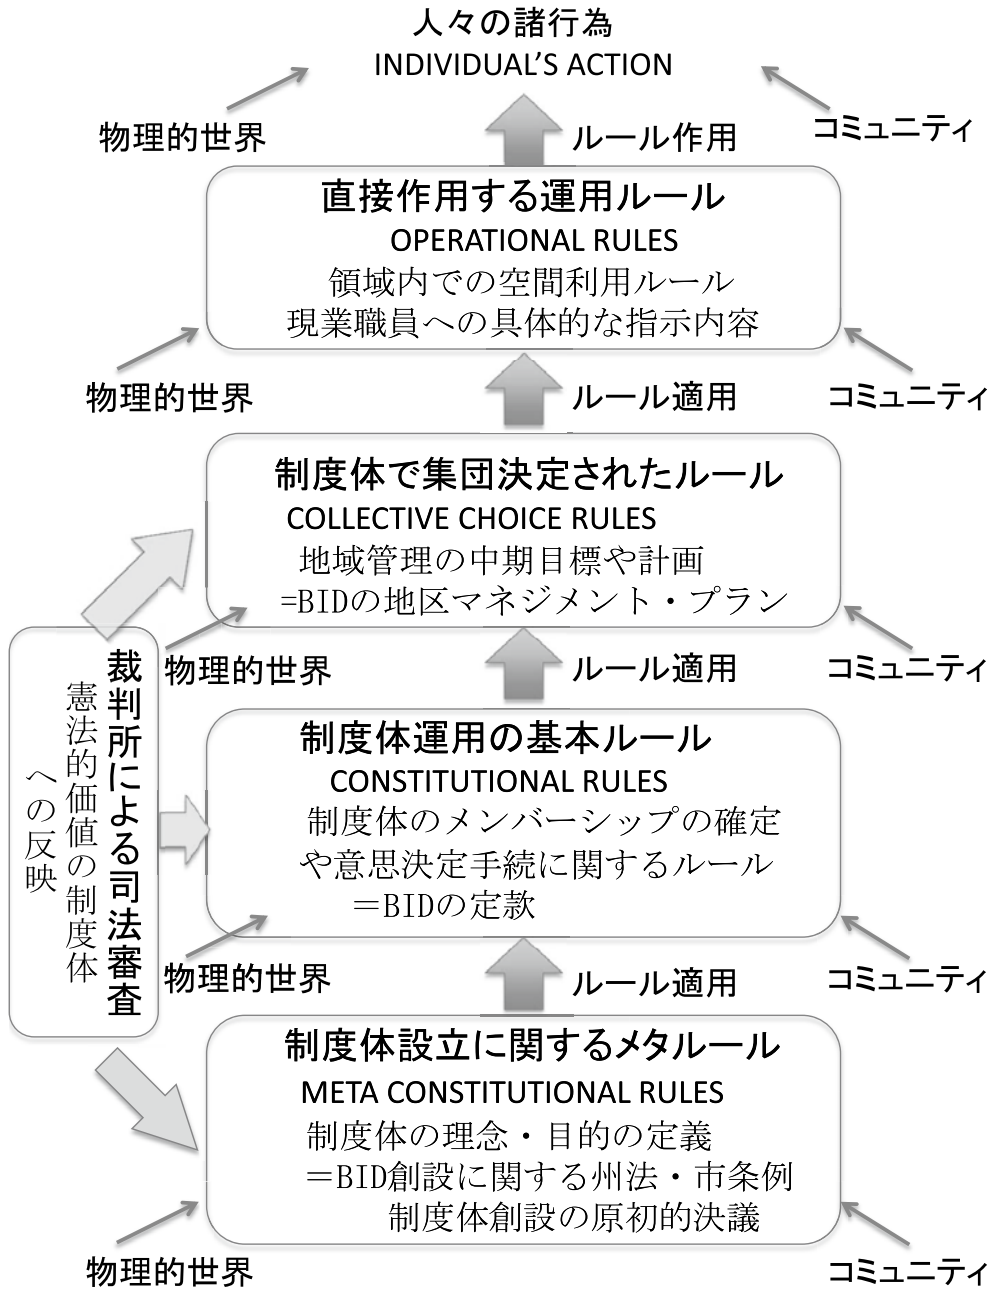 人々の諸行為
INDIVIDUAL'S ACTION
物理的世界
ルール作用
コミュニティ
直接作用する運用ルール
OPERATIONAL RULES
領域内での空間利用ルール
現業職員への具体的な指示内容
物理的世界
ルール適用
コミュニティ
制度体で集団決定されたルール
COLLECTIVE CHOICE RULES
地域管理の中期目標や計画
=BIDの地区マネジメント・プラン
裁判所による司法審査
憲法的価値の制度体
への反映
物理的世界
ルール適用
コミュニティ
制度体運用の基本ルール
CONSTITUTIONAL RULES
制度体のメンバーシップの確定
や意思決定手続に関するルール
＝BIDの定款
物理的世界
ルール適用
コミュニティ
制度体設立に関するメタルール
META CONSTITUTIONAL RULES
制度体の理念・目的の定義
＝BID創設に関する州法・市条例
制度体創設の原初的決議
物理的世界
コミュニティ